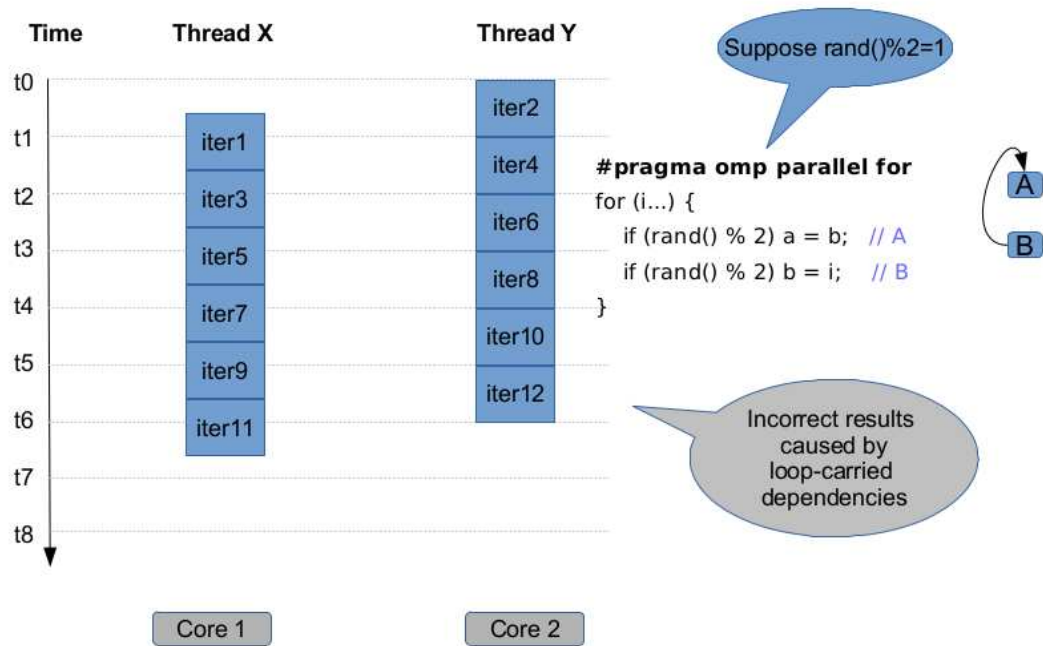 Time
Thread X
Thread Y
Suppose rand()%2=1
t0
t1
t2
t3
t4
t5
t6
t7
t8
iter1
iter3
iter5
iter7
iter9
iter11
iter2
iter4
iter6
iter8
iter10
iter12
#pragma omp parallel for
for (i...) {
if (rand() % 2) a = b; // A
if (rand() % 2) b = i; // B
}
A
B
Incorrect results
caused by
loop-carried
dependencies
Core 1
Core 2